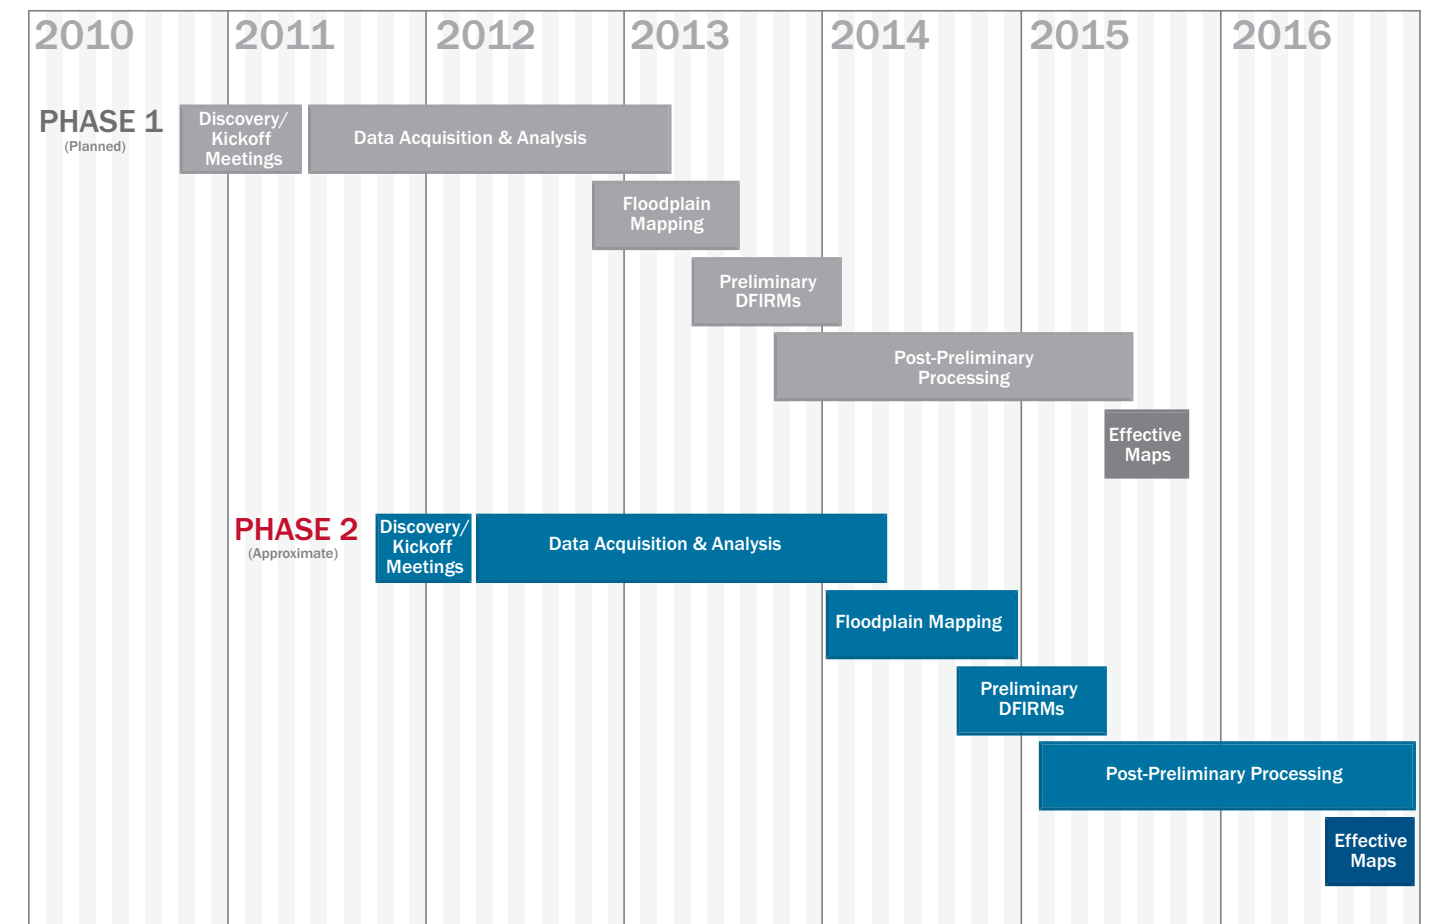 2010 2011 2012 2013 2014 2015 2016
PHASE 1
(Planned)
Discovery/
Kickoff
Meetings
Data Acquisition & Analysis
Floodplain
Mapping
Preliminary
DFIRMs
Post-Preliminary
Processing
Effective
Maps
PHASE 2
(Approximate)
Discovery/
Kickoff
Meetings
Data Acquisition & Analysis
Floodplain Mapping
Preliminary
DFIRMs
Post-Preliminary Processing
Effective
Maps